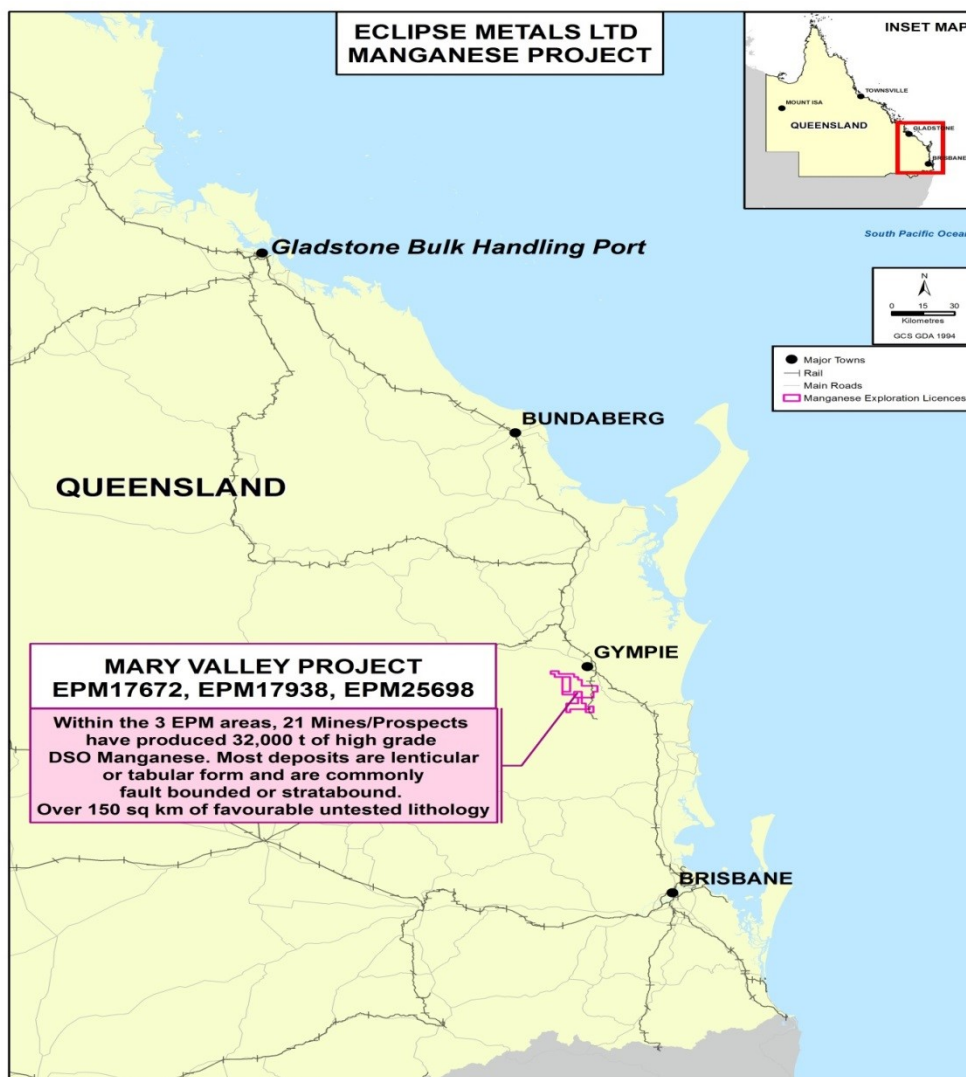 ECLIPSE METALS LTD
MANGANESE PROJECT
INSET MAP
TOWNSVILLE
MOUNT ISA
QUEENSLAND
GLADSTONE
BRISBANE
South Pacific Ocean
N
0 15 30
Kilometres
GCS GDA 1994
Major Towns
Rail
Main Roads
Manganese Exploration Licences
Gladstone Bulk Handling Port
BUNDABERG
QUEENSLAND
GYMPIE
MARY VALLEY PROJECT
EPM17672, EPM17938, EPM25698
Within the 3 EPM areas, 21 Mines/Prospects
have produced 32,000 t of high grade
DSO Manganese. Most deposits are lenticular
or tabular form and are commonly
fault bounded or stratabound.
Over 150 sq km of favourable untested lithology
BRISBANE